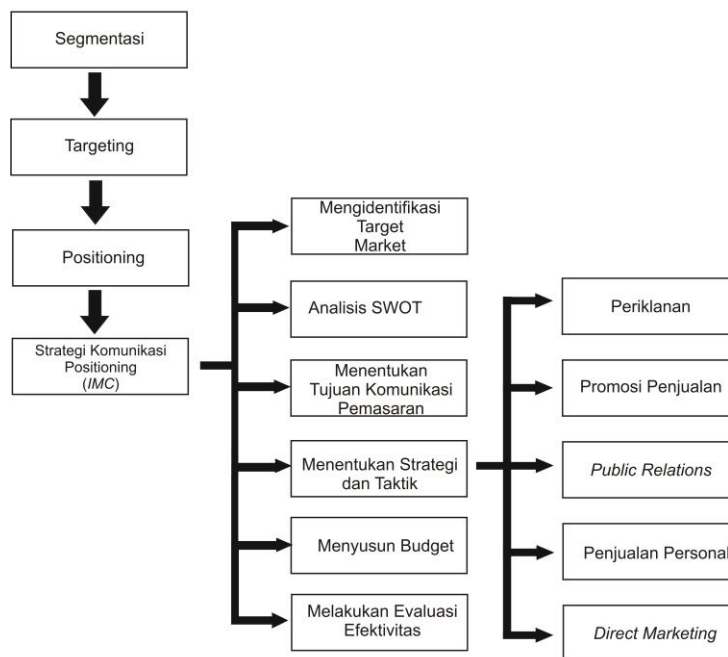 Segmentasi
Targeting
Positioning
Strategi Komunikasi
Positioning
(IMC)
Mengidentifikasi
Target
Market
Analisis SWOT
Menentukan
Tujuan Komunikasi
Pemasaran
Menentukan Strategi
dan Taktik
Menyusun Budget
Melakukan Evaluasi
Efektivitas
Periklanan
Promosi Penjualan
Public Relations
Penjualan Personal
Direct Marketing